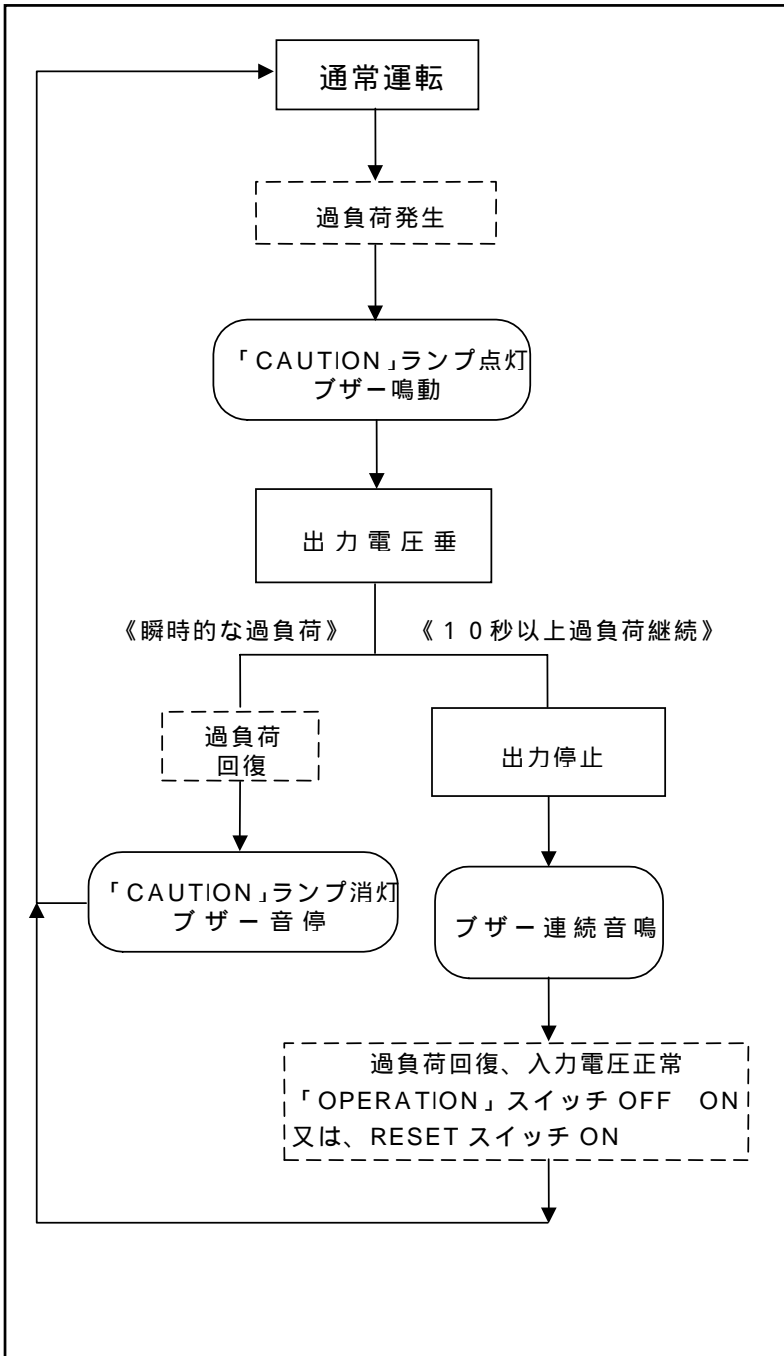 通常運転
過負荷発生
「CAUTION」ランプ点灯
ブザー鳴動
出力電圧垂
《瞬時的な過負荷》
《１０秒以上過負荷継続》
過負荷
回復
出力停止
「CAUTION」ランプ消灯
ブザー音停
ブザー連続音鳴
過負荷回復、入力電圧正常
「OPERATION」スイッチ OFF　ON
又は、RESET スイッチ ON